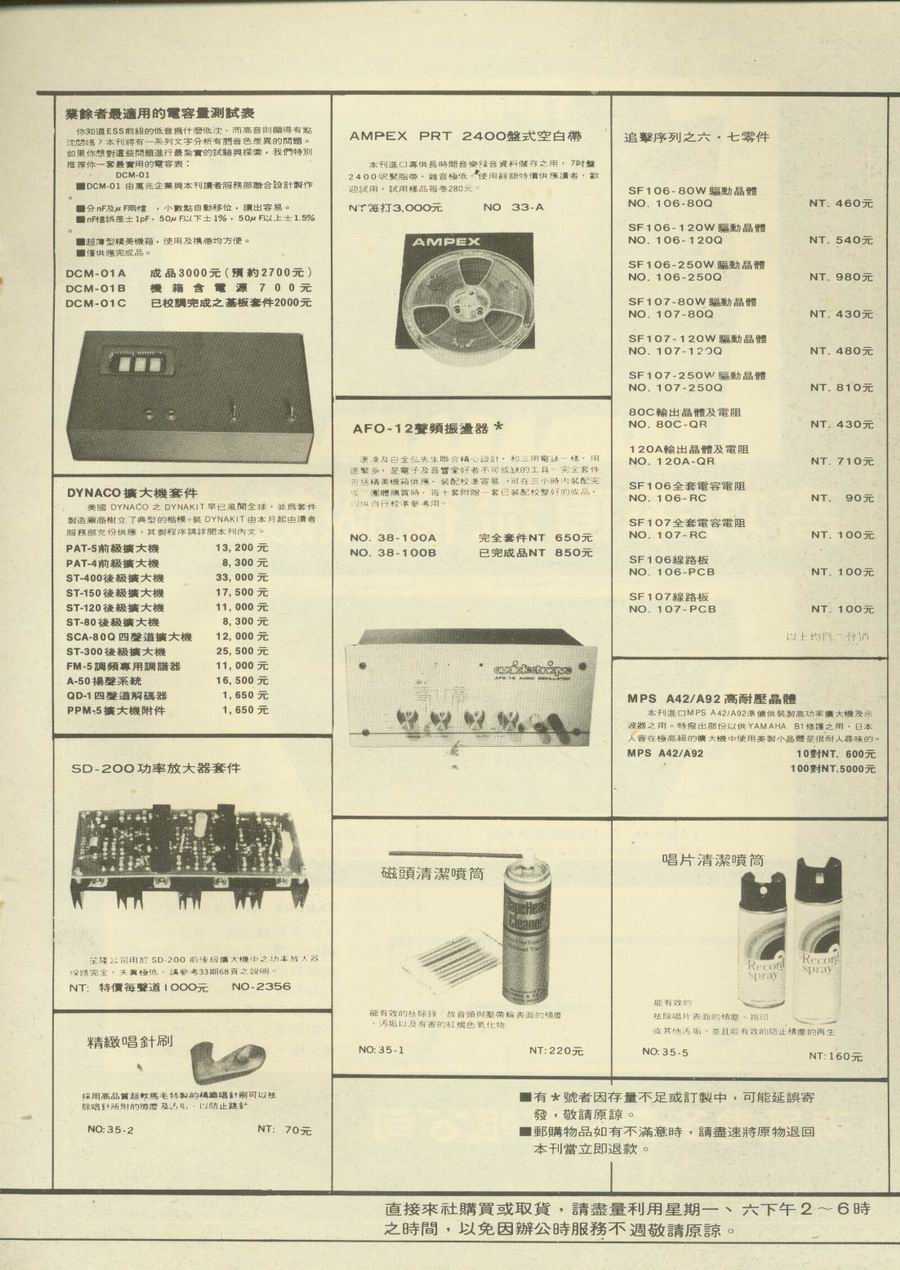 業餘者最適用的電容量測試表
你知道ESS前級的低音爲什麼低沈、而高音則顯得有點
沈悶嗎?本刊將有一系列文字分析有關音色差異的問題。
如果你想對這些問題進行最紮實的試驗與探索,我們特別
推荐你一套最實用的電容表:
DCM-01
■DCM-01 由萬兆企業與本刊讀者服務部聯合設計製作
。
■分nF及μF兩檔,小數點自動移位,讀出容易。
■nF檔誤差±1pF,50μF以下±1%,50μF以上±1.5%
。
■超薄型精美機箱,使用及携帶均方便。
■僅供應完成品。
DCM-01A 成品3000元(預約2700元)
DCM-01B 機箱含電源700元
DCM-01C 已校調完成之基板套件2000元
DYNACO擴大機套件
美國 DYNACO 之 DYNAKIT早已風聞全球,並爲套件
製造廠商樹立了典型的楷模。裝 DYNAKIT由本月起由讀者
服務部充份供應,其製程序請詳閱本刊內文。
PAT-5前級擴大機 13,200元
PAT-4前級擴大機 8,300元
ST-400後級擴大機 33,000元
ST-150後級擴大機 17,500元
ST-120後級擴大機 11,000元
ST-80後級擴大機 8,300元
SCA-80Q四聲道擴大機 12,000元
ST-300後級擴大機 25,500元
FM-5調頻專用調諧器 11,000元
A-50揚聲系統 16,500元
QD-1四聲道解碼器 1,650元
PPM-5擴大機附件 1,650元
SD-200功率放大器套件
公司用於 SD-200 前後級擴大機中之功率放大器
線路完全,失眞極低,請參考33期68頁之說明。
NT: 特價每聲道1000元 NO-2356
精緻唱針刷
採用高品質超軟馬毛特製的精緻唱針刷可以袪
除唱針所附的微塵及汚垢,以防止跳針
NO:35-2 NT: 70元
AMPEX PRT 2400盤式空白帶
本刊進口專供長時間音樂錄音資料儲存之用,7吋盤
2400呎聚脂帶,雜音極低。使用餘額特價供應讀者,歡
迎試用,試用樣品每卷280元。
NT每打3,000元 NO 33-A
AMPEX
AFO-12聲頻振盪器*
唐凌及白金弘先生聯合精心設計,和三用電錶一樣,用
途繁多,是電子及音響愛好者不可或缺的工具。完全套件
包括精美機箱供應,裝配校準容易,可在三小時內裝配完
成。團體購買時,每十套附贈一套已裝配校整好的成品,
以供自行校準參考用。
NO. 38-100A 完全套件NT 650元
NO. 38-100B 已完成品NT 850元
audiotechnique
AFO-12 AUDIO OSCILLATOR
磁頭清潔噴筒
TapeHead
Cleaner
能有效的袪除錄/放音頭與壓帶輪表面的積塵
、汚垢以及有害的紅褐色氧化物
NO:35-1 NT:220元
追擊序列之六·七零件
SF106-80W驅動晶體
NO. 106-80Q NT. 460元
SF106-120W驅動晶體
NO. 106-120Q NT. 540元
SF106-250W驅動晶體
NO. 106-250Q NT. 980元
SF107-80W驅動晶體
NO. 107-80Q NT. 430元
SF107-120W驅動晶體
NO. 107-120Q NT. 480元
SF107-250W驅動晶體
NO. 107-250Q NT. 810元
80C輸出晶體及電阻
NO. 80C-QR NT. 430元
120A輸出晶體及電阻
NO. 120A-QR NT. 710元
SF106全套電容電阻
NO. 106-RC NT. 90元
SF107全套電容電阻
NO. 107-RC NT. 100元
SF106線路板
NO. 106-PCB NT. 100元
SF107線路板
NO. 107-PCB NT. 100元
以上均爲二聲道
MPS A42/A92高耐壓晶體
本刊進口MPS A42/A92準備供裝製高功率擴大機及示
波器之用。特撥出部份以供YAMAHA B1修護之用,日本
人會在極高級的擴大機中使用美製小晶體是很耐人尋味的。
MPS A42/A92 10對NT. 600元
100對NT.5000元
唱片清潔噴筒
Record
spray
Record
spray
能有效的
袪除唱片表面的積塵、指印
或其他汚垢、並且能有效的防止積塵的再生
NO:35-5 NT:160元
■有*號者因存量不足或訂製中,可能延誤寄
發,敬請原諒。
■郵購物品如有不滿意時,請盡速將原物退回
本刊當立即退款。
直接來社購買或取貨,請盡量利用星期一、六下午2~6時
之時間,以免因辦公時服務不週敬請原諒。